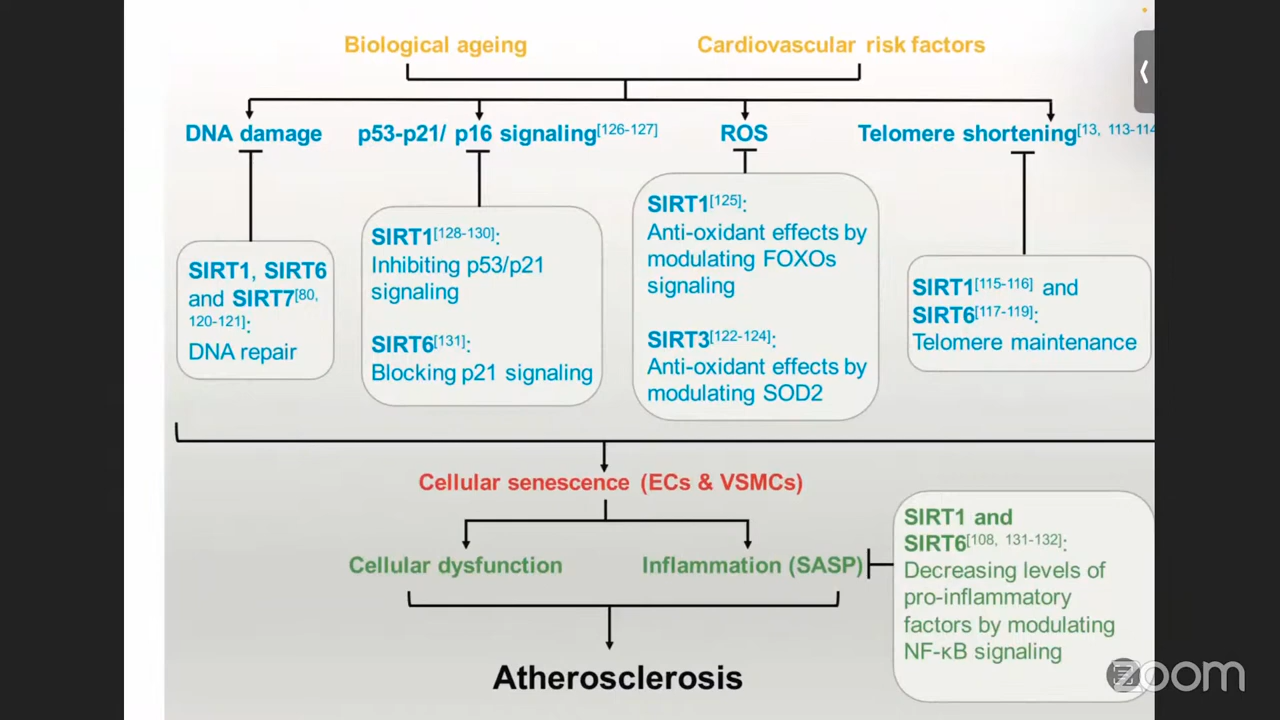 Biological ageing
Cardiovascular risk factors
DNA damage
p53-p21/ p16 signaling[126-127]
ROS
Telomere shortening[13, 113-114
SIRT1, SIRT6
and SIRT7[80,
120-121]:
DNA repair
SIRT1[128-130]:
Inhibiting p53/p21
signaling
SIRT6[131]:
Blocking p21 signaling
SIRT1[125]:
Anti-oxidant effects by
modulating FOXOs
signaling
SIRT3[122-124]:
Anti-oxidant effects by
modulating SOD2
SIRT1[115-116] and
SIRT6[117-119]:
Telomere maintenance
Cellular senescence (ECs & VSMCs)
Cellular dysfunction
Inflammation (SASP)
SIRT1 and
SIRT6[108, 131-132]:
Decreasing levels of
pro-inflammatory
factors by modulating
NF-κB signaling
Atherosclerosis
zoom